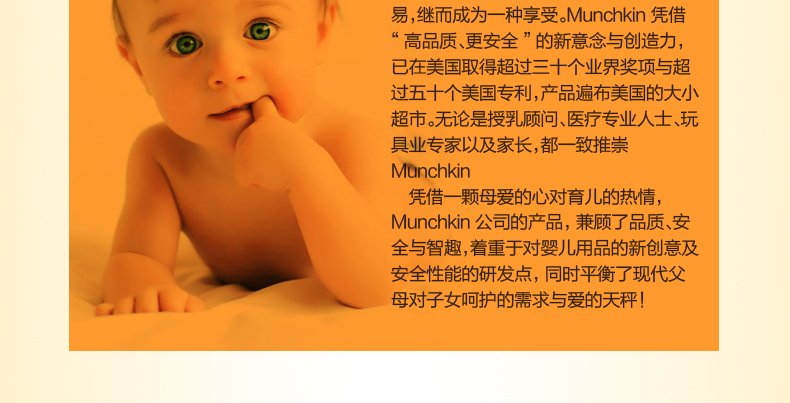 易，继而成为一种享受。Munchkin 凭借
“ 高品质、更安全 ” 的新意念与创造力，
已在美国取得超过三十个业界奖项与超
过五十个美国专利，产品遍布美国的大小
超市。无论是授乳顾问、医疗专业人士、玩
具业专家以及家长，都一致推崇
Munchkin
凭借一颗母爱的心对育儿的热情，
Munchkin 公司的产品， 兼顾了品质、安
全与智趣，着重于对婴儿用品的新创意及
安全性能的研发点， 同时平衡了现代父
母对子女呵护的需求与爱的天秤！